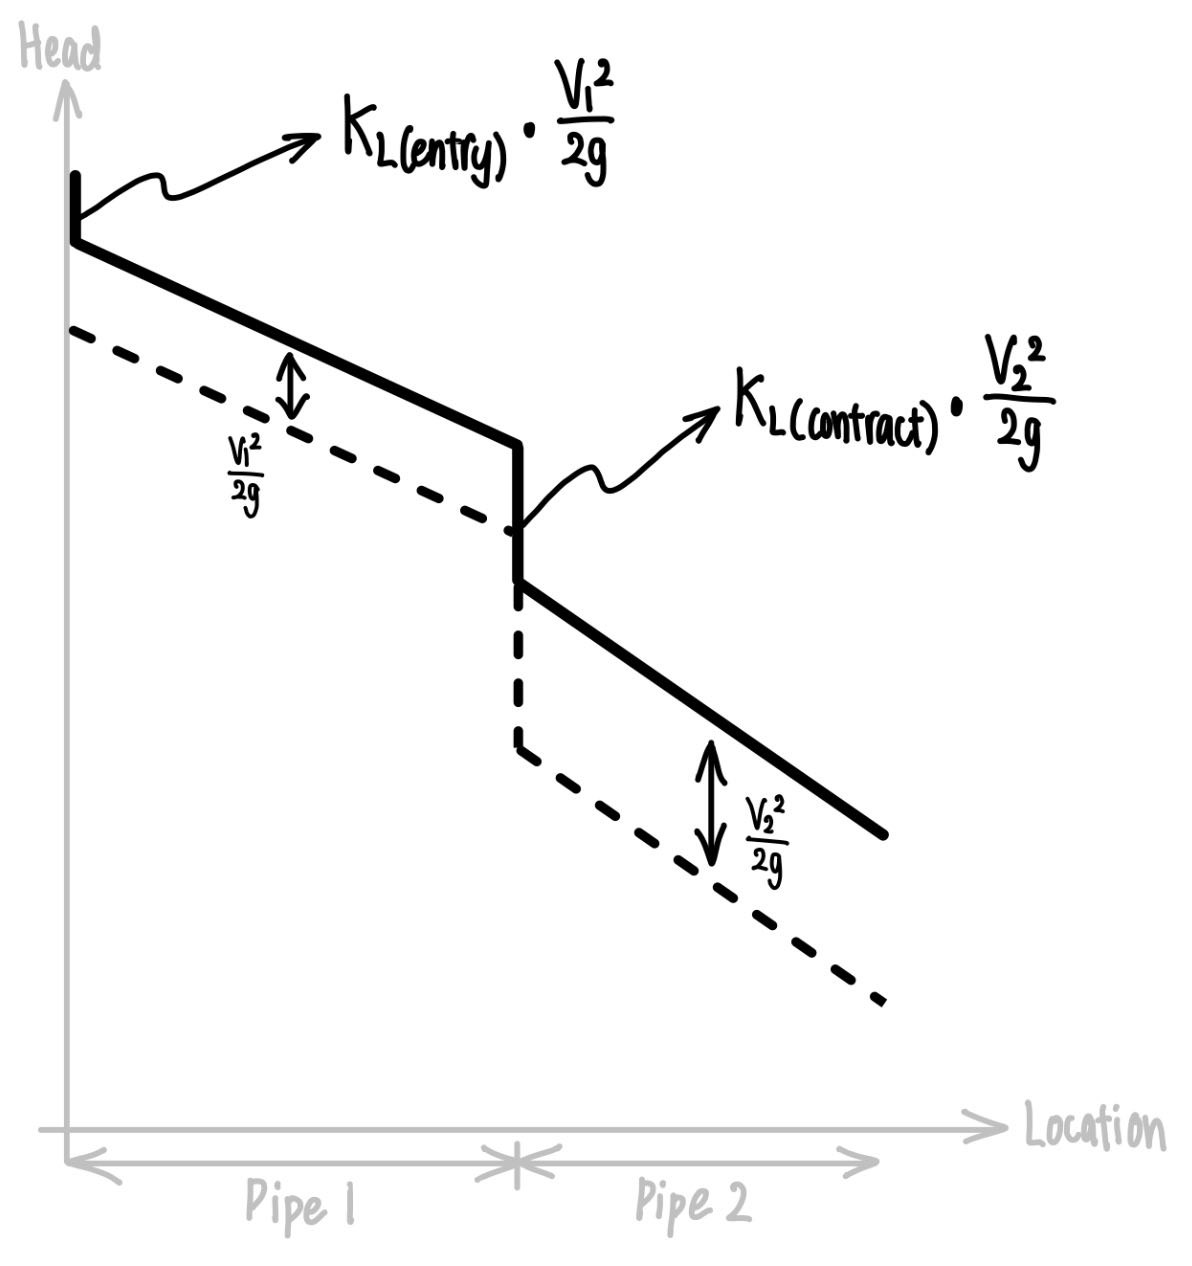 Head
K_L(entry) · V₁²/2g
K_L(contract) · V₂²/2g
V₁²/2g
V₂²/2g
Location
Pipe 1
Pipe 2